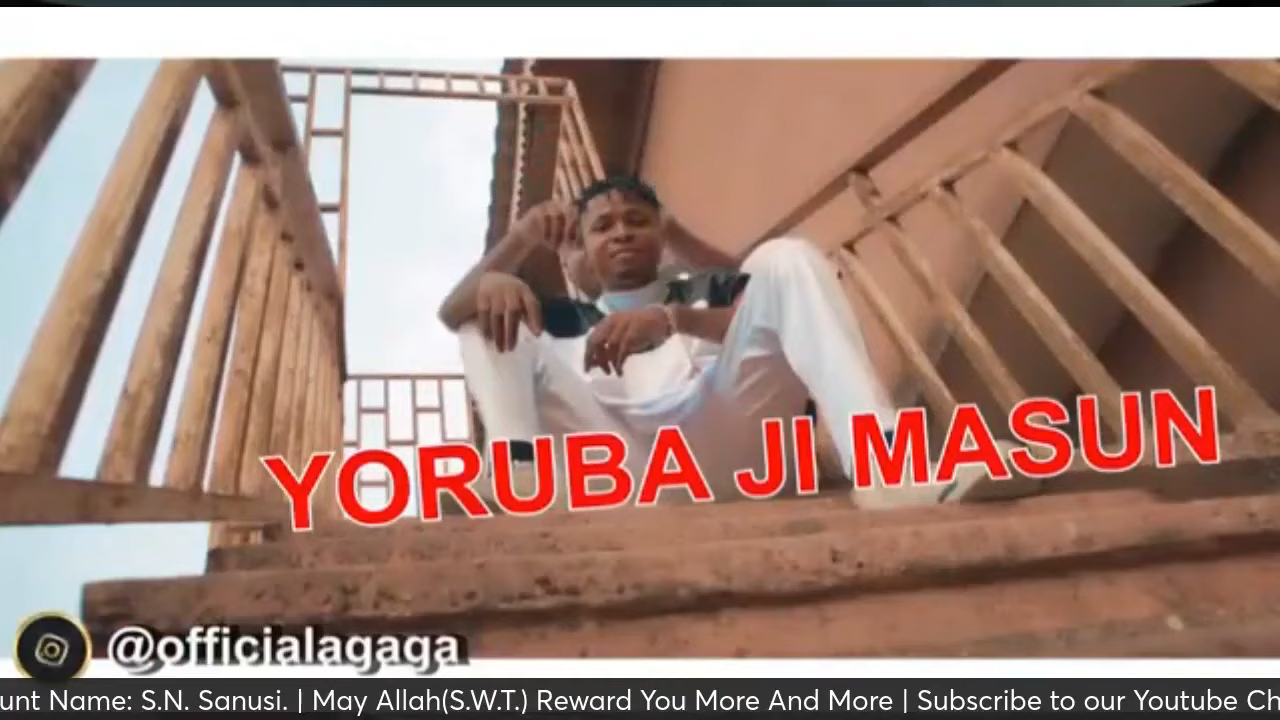 YORUBA JI MASUN
@officialagaga
unt Name: S.N. Sanusi. | May Allah(S.W.T.) Reward You More And More | Subscribe to our Youtube Ch